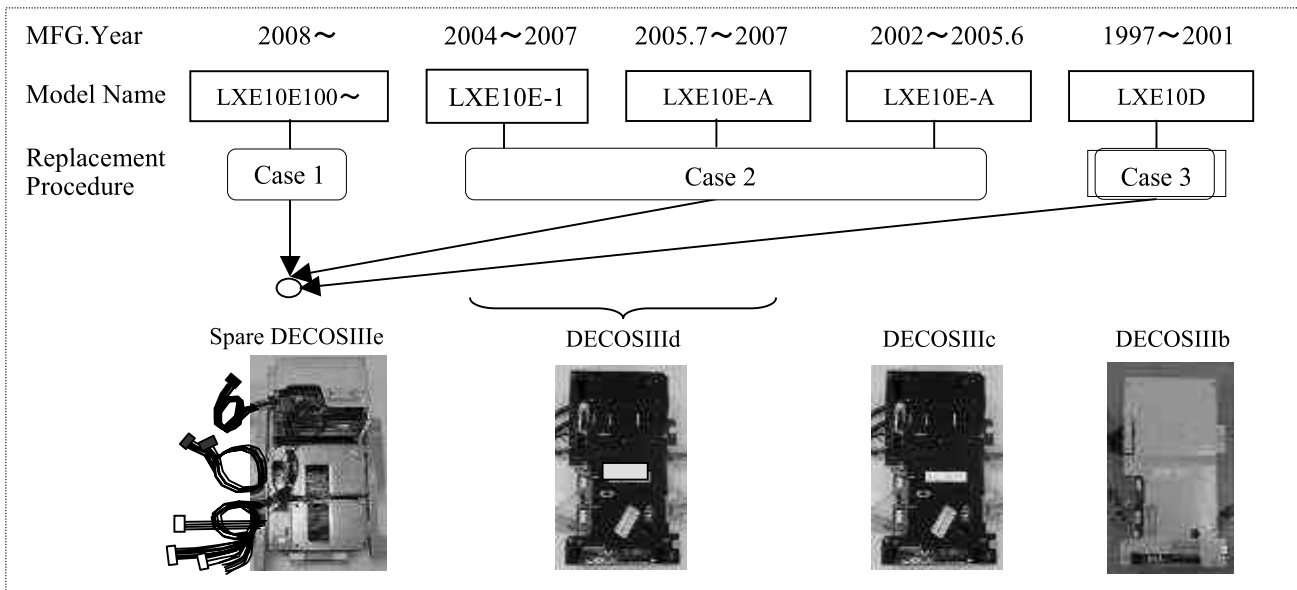 MFG.Year 2008～ 2004～2007 2005.7～2007 2002～2005.6 1997～2001
Model Name LXE10E100～ LXE10E-1 LXE10E-A LXE10E-A LXE10D
Replacement
Procedure
Case 1 Case 2 Case 3
Spare DECOSIIIe DECOSIIId DECOSIIIc DECOSIIIb